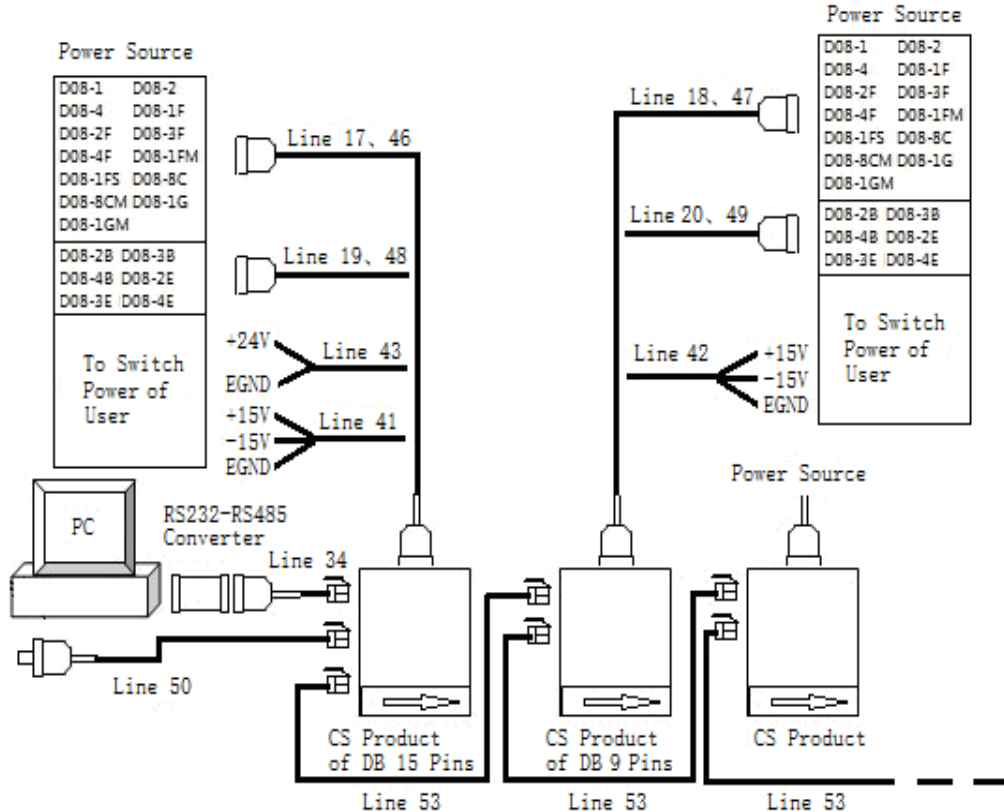 Power Source
D08-1 D08-2
D08-4 D08-1F
D08-2F D08-3F
D08-4F D08-1FM
D08-1FS D08-8C
D08-8CM D08-1G
D08-1GM
D08-2B D08-3B
D08-4B D08-2E
D08-3E D08-4E
To Switch
Power of
User
Line 17、46
Line 19、48
+24V
Line 43
EGND
+15V
Line 41
-15V
EGND
Power Source
D08-1 D08-2
D08-4 D08-1F
D08-2F D08-3F
D08-4F D08-1FM
D08-1FS D08-8C
D08-8CM D08-1G
D08-1GM
D08-2B D08-3B
D08-4B D08-2E
D08-3E D08-4E
To Switch
Power of
User
Line 18、47
Line 20、49
Line 42
+15V
-15V
EGND
Power Source
PC
RS232-RS485
Converter
Line 34
Line 50
CS Product
of DB 15 Pins
CS Product
of DB 9 Pins
CS Product
Line 53
Line 53
Line 53